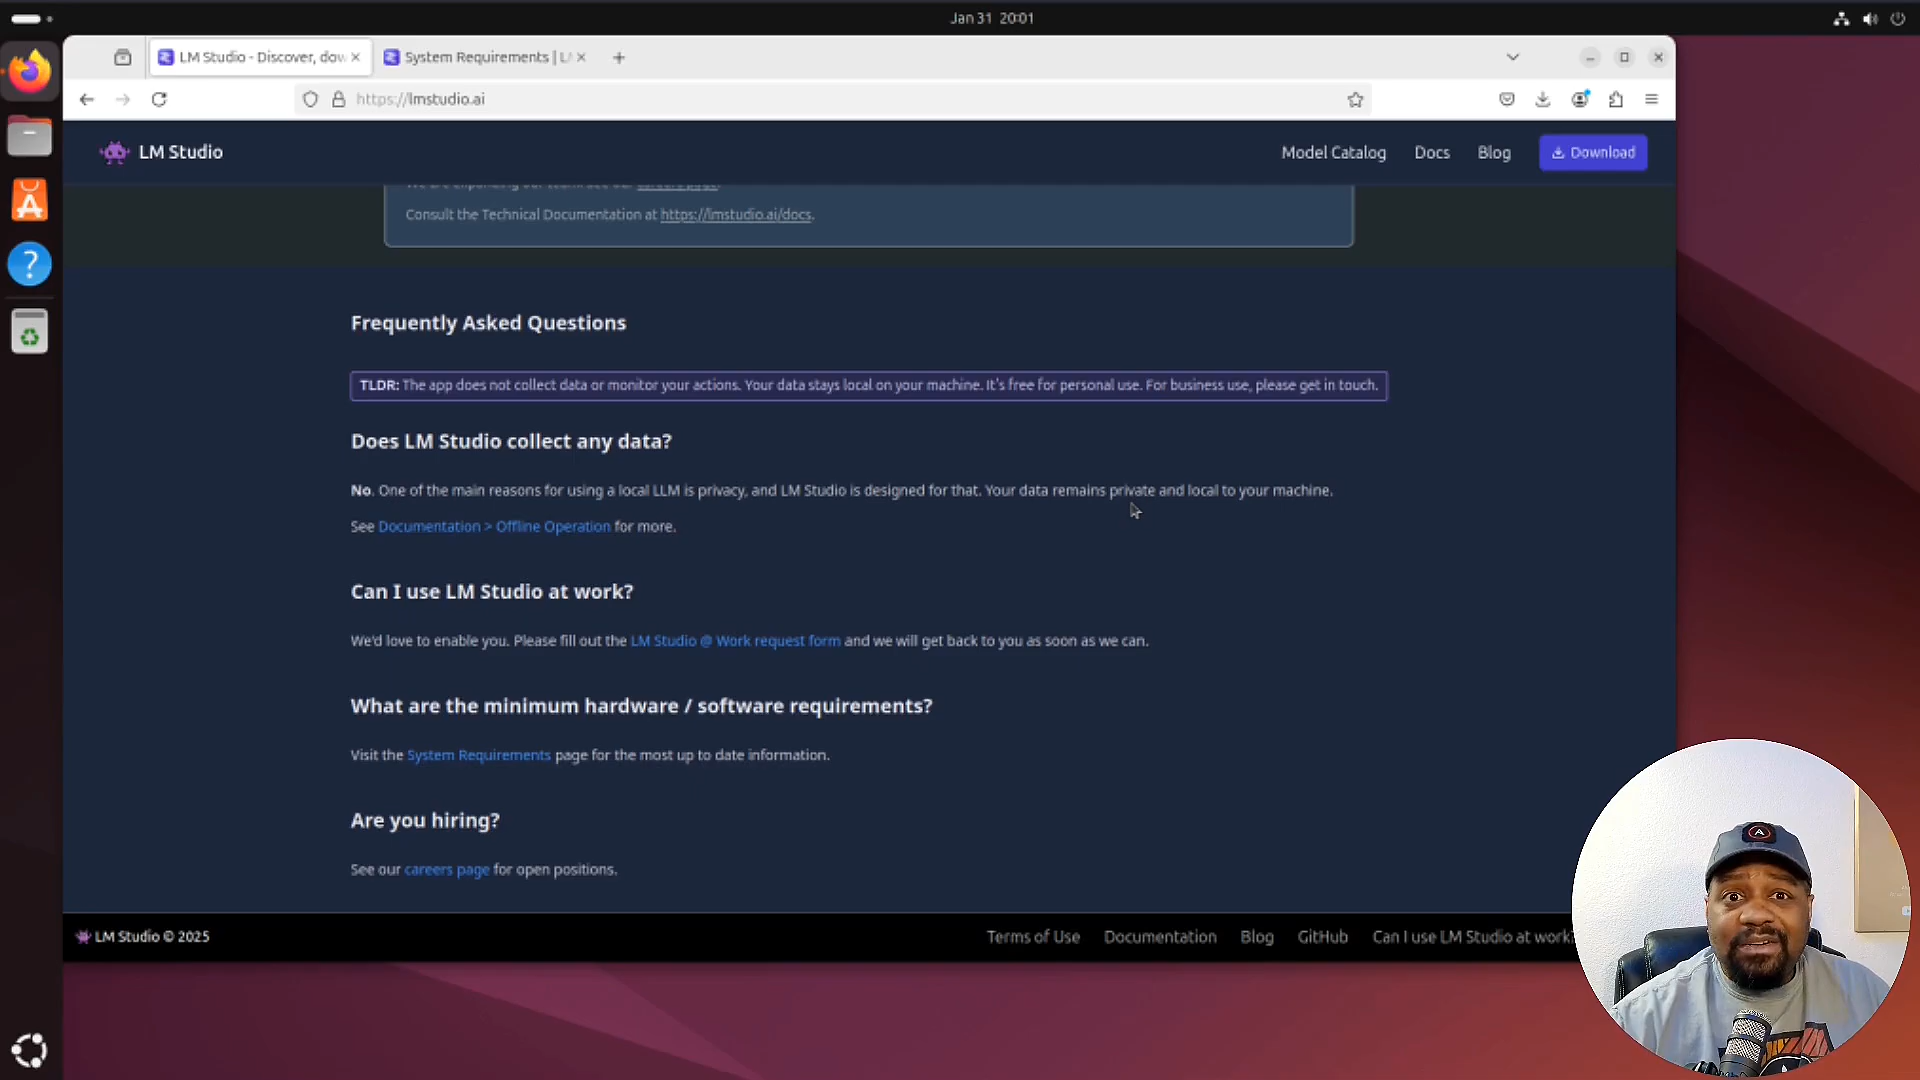 Jan 31 20:01
LM Studio - Discover, dow
System Requirements | L
https://lmstudio.ai
LM Studio
Model Catalog
Docs
Blog
Download
Consult the Technical Documentation at https://lmstudio.ai/docs.
Frequently Asked Questions
TLDR: The app does not collect data or monitor your actions. Your data stays local on your machine. It's free for personal use. For business use, please get in touch.
Does LM Studio collect any data?
No. One of the main reasons for using a local LLM is privacy, and LM Studio is designed for that. Your data remains private and local to your machine.
See Documentation > Offline Operation for more.
Can I use LM Studio at work?
We'd love to enable you. Please fill out the LM Studio @ Work request form and we will get back to you as soon as we can.
What are the minimum hardware / software requirements?
Visit the System Requirements page for the most up to date information.
Are you hiring?
See our careers page for open positions.
LM Studio © 2025
Terms of Use
Documentation
Blog
GitHub
Can I use LM Studio at work?